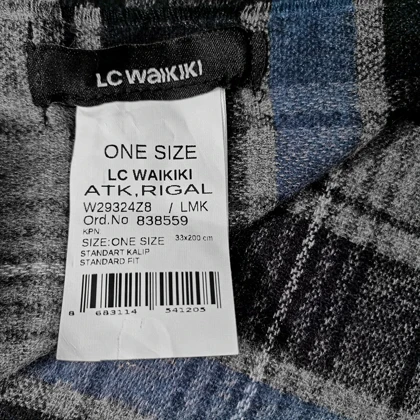 LC WAIKIKI
ONE SIZE
LC WAIKIKI
ATK,RIGAL
W29324Z8 / LMK
Ord.No 838559
KPN
SIZE:ONE SIZE 33x200 cm
STANDART KALIP
STANDARD FIT
8 683114 541205